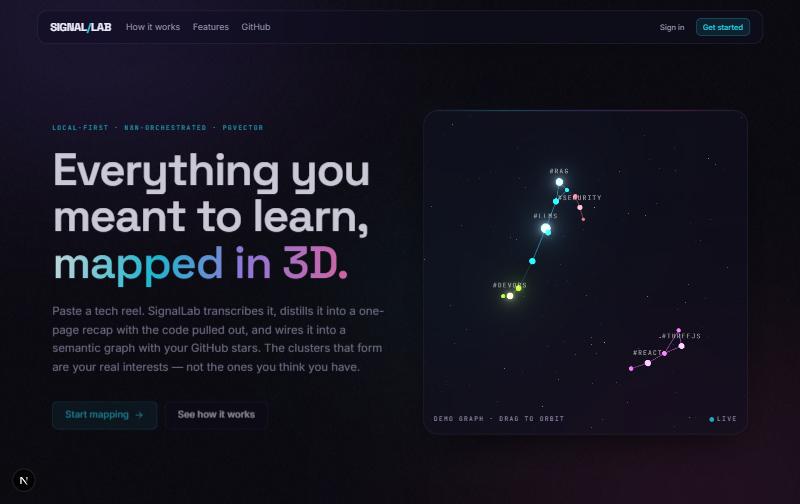 SIGNAL/LAB
How it works
Features
GitHub
Sign in
Get started
LOCAL-FIRST · N8N-ORCHESTRATED · PGVECTOR
Everything you
meant to learn,
mapped in 3D.
Paste a tech reel. SignalLab transcribes it, distills it into a one-
page recap with the code pulled out, and wires it into a
semantic graph with your GitHub stars. The clusters that form
are your real interests — not the ones you think you have.
Start mapping →
See how it works
#RAG
#SECURITY
#LLMS
#DEVOPS
#THREEJS
#REACT
DEMO GRAPH · DRAG TO ORBIT
LIVE
N